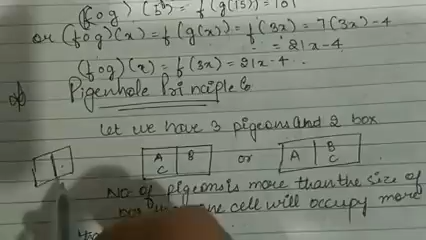 (fog) (5) = f(g(15)) = 101
or (fog)(x) = f(g(x)) = f(3x) = 7(3x)-4
= 21x-4
(fog)(x) = f(3x) = 21x-4.
Pigenhole Principle
Let we have 3 pigeons and 2 box
A C B or A B C
No. of pigeons is more than the size of
one cell will occupy more